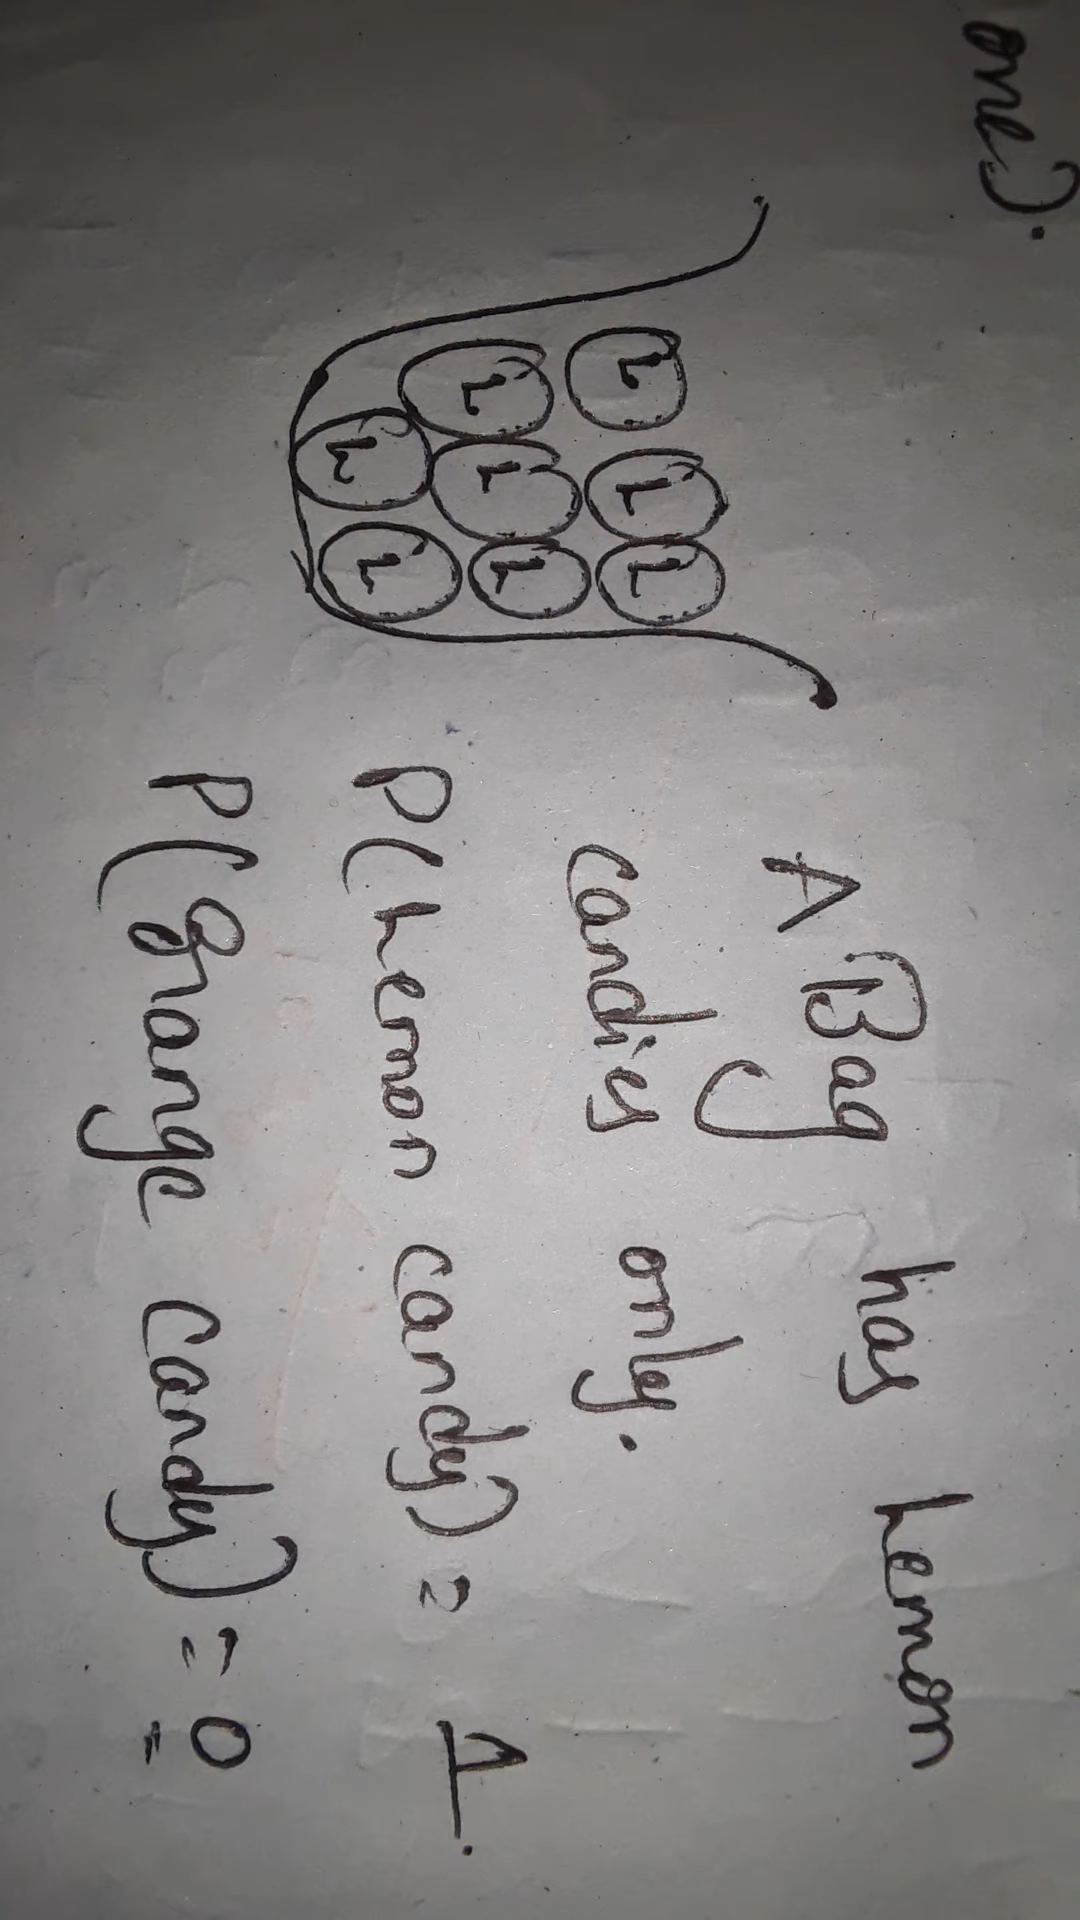 one).
L L L
L L L
L L
A Bag has Lemon
candies only.
P(Lemon candy) = 1.
P(Orange candy) = 0